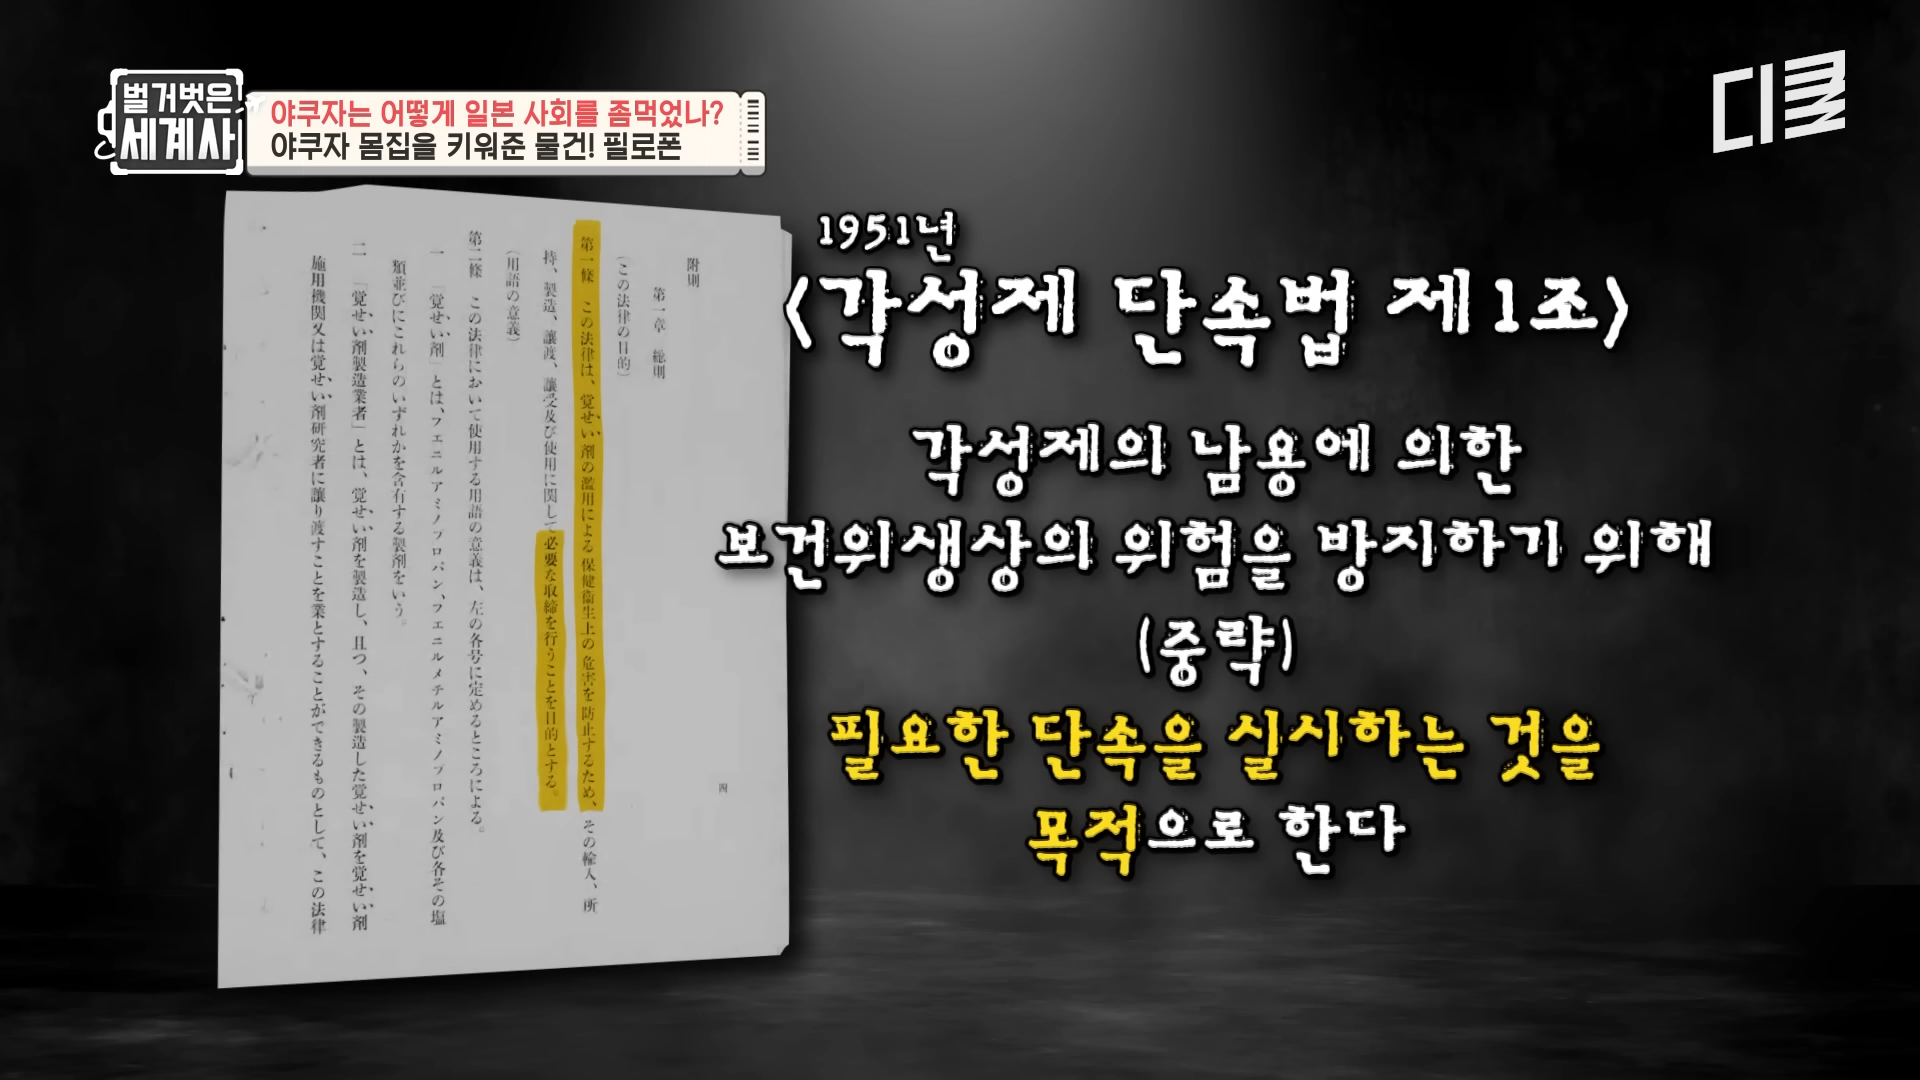 벌거벗은
세계사
야쿠자는 어떻게 일본 사회를 좀먹었나?
야쿠자 몸집을 키워준 물건! 필로폰
디클
1951년
<각성제 단속법 제1조>
각성제의 남용에 의한
보건위생상의 위험을 방지하기 위해
(중략)
필요한 단속을 실시하는 것을
목적으로 한다
附則
第一章 総則
(この法律の目的)
第一條 この法律は、覚せい剤の濫用による保健衞生上の危害を防止するため、その輸入、所
持、製造、讓渡、讓受及び使用に関して必要な取締を行うことを目的とする。
(用語の意義)
第二條 この法律において使用する用語の意義は、左の各号に定めるところによる。
一 「覚せい剤」とは、フェニルアミノプロパン、フェニルメチルアミノプロパン及び各その塩
類並びにこれらのいずれかを含有する製剤をいう。
二 「覚せい剤製造業者」とは、覚せい剤を製造し、且つ、その製造した覚せい剤を覚せい剤
施用機関又は覚せい剤研究者に讓り渡すことを業とすることができるものとして、この法律
四